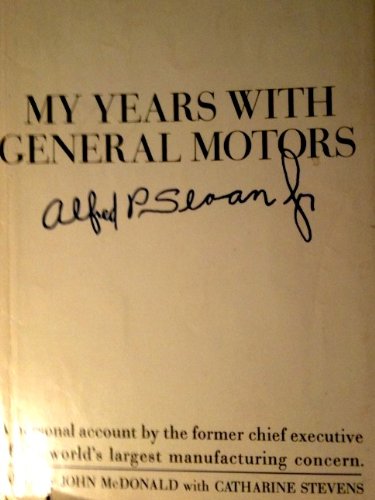 MY YEARS WITH
GENERAL MOTORS
Alfred P. Sloan Jr
personal account by the former chief executive
world's largest manufacturing concern.
JOHN McDONALD with CATHARINE STEVENS